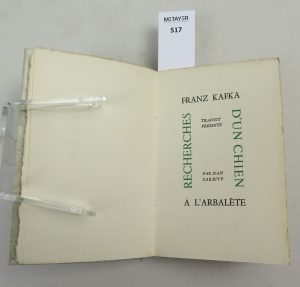 METAYER
517
FRANZ KAFKA
RECHERCHES
D'UN CHIEN
TRADUIT
PRÉSENTÉ
PAR JEAN
CARRIVE
A L'ARBALÈTE